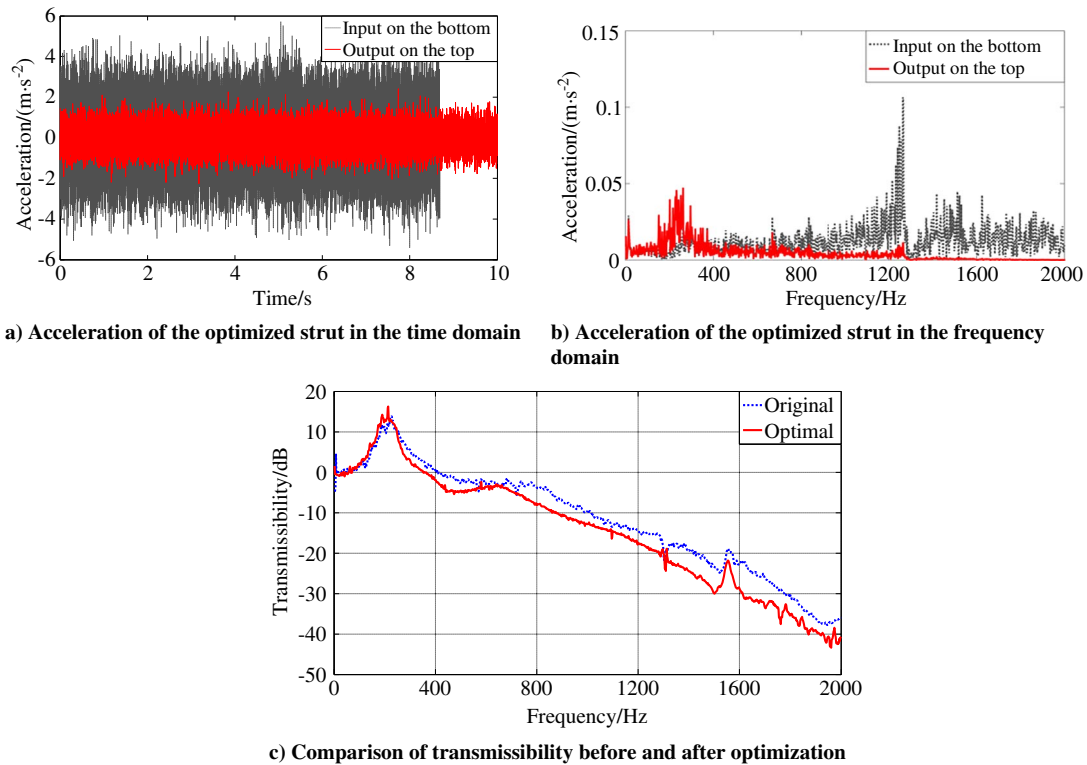 Acceleration/(m·s-2)
6
4
2
0
-2
-4
-6
Input on the bottom
Output on the top
0 2 4 6 8 10
Time/s
a) Acceleration of the optimized strut in the time domain
Acceleration/(m·s-2)
0.15
0.1
0.05
0
Input on the bottom
Output on the top
0 400 800 1200 1600 2000
Frequency/Hz
b) Acceleration of the optimized strut in the frequency
domain
Transmissibility/dB
20
10
0
-10
-20
-30
-40
-50
Original
Optimal
0 400 800 1200 1600 2000
Frequency/Hz
c) Comparison of transmissibility before and after optimization